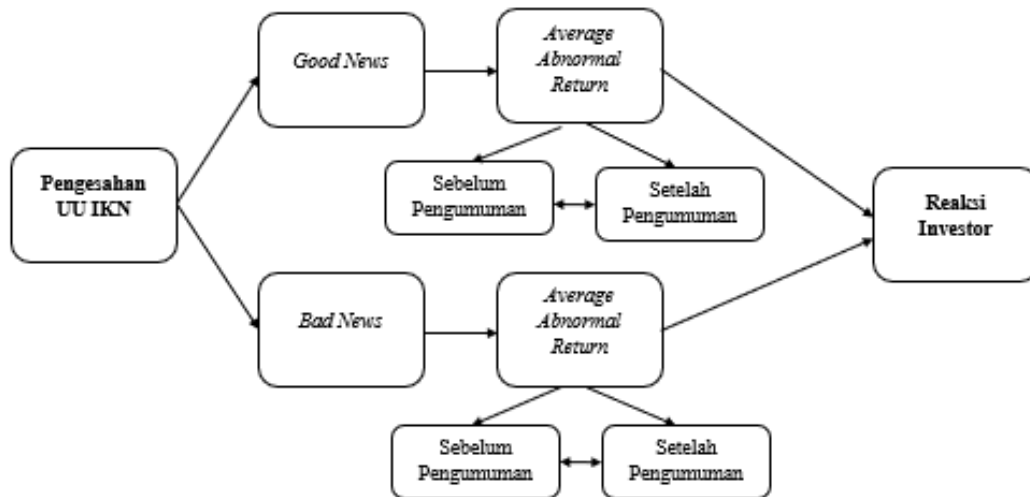 Good News
Average
Abnormal
Return
Pengesahan
UU IKN
Sebelum
Pengumuman
Setelah
Pengumuman
Reaksi
Investor
Bad News
Average
Abnormal
Return
Sebelum
Pengumuman
Setelah
Pengumuman